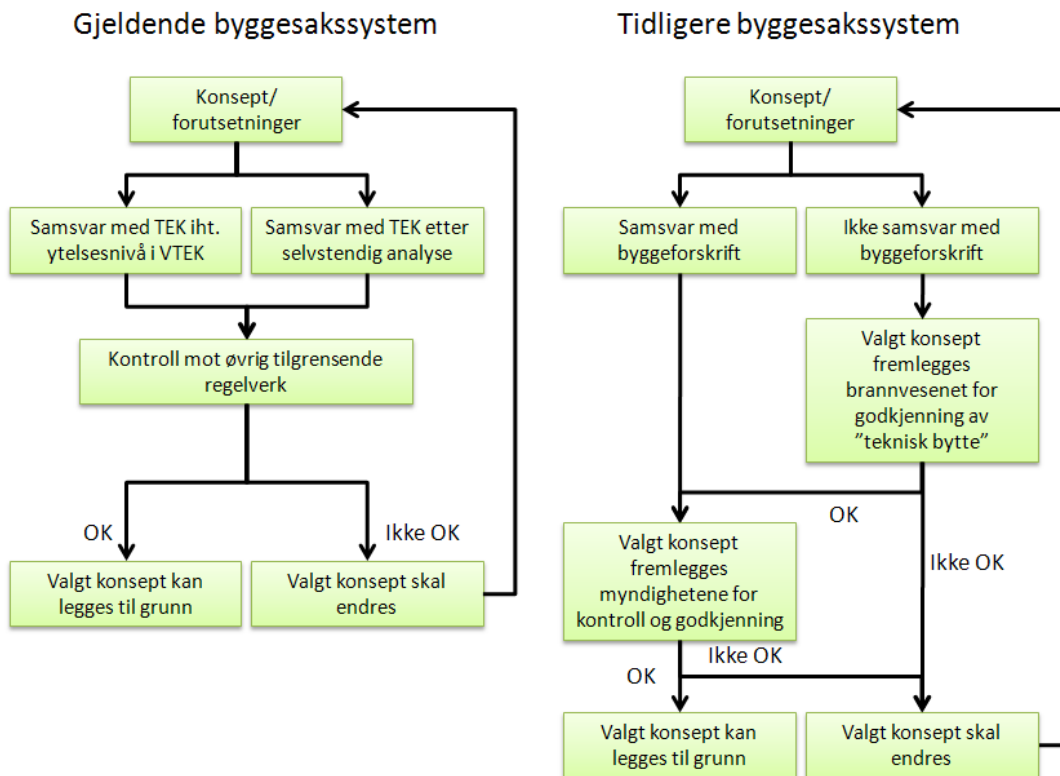 Gjeldende byggesakssystem
Konsept/
forutsetninger
Samsvar med TEK iht.
ytelsesnivå i VTEK
Samsvar med TEK etter
selvstendig analyse
Kontroll mot øvrig tilgrensende
regelverk
OK
Ikke OK
Valgt konsept kan
legges til grunn
Valgt konsept skal
endres
Tidligere byggesakssystem
Konsept/
forutsetninger
Samsvar med
byggeforskrift
Ikke samsvar med
byggeforskrift
Valgt konsept
fremlegges
brannvesenet for
godkjenning av
”teknisk bytte”
OK
Ikke OK
Valgt konsept
fremlegges
myndighetene for
kontroll og godkjenning
OK
Ikke OK
Valgt konsept kan
legges til grunn
Valgt konsept skal
endres